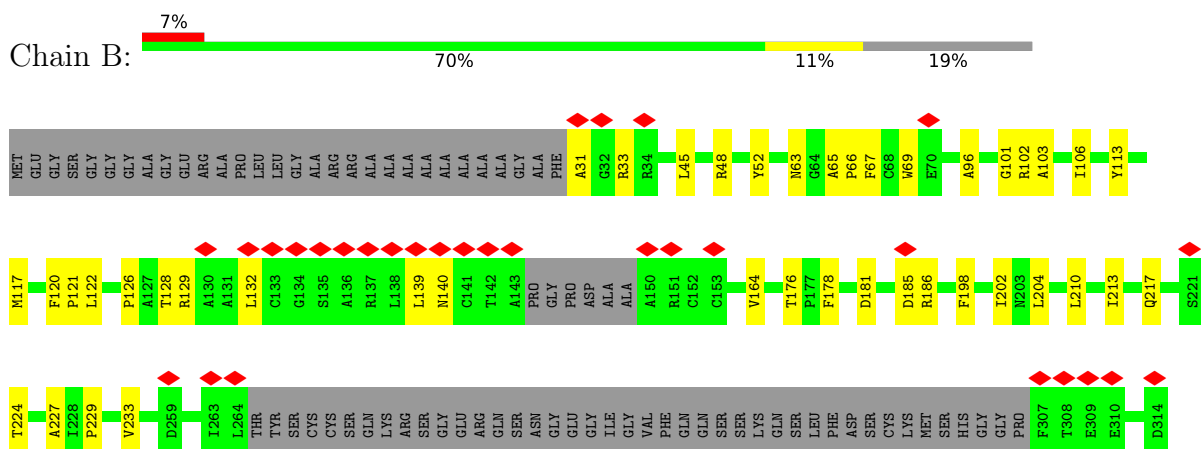 7%
Chain B:
70% 11% 19%
MET GLU GLY SER GLY GLY GLY ALA GLY GLU ARG ALA PRO LEU LEU GLY ALA ARG ARG ALA ALA ALA ALA ALA ALA ALA ALA GLY ALA PHE A31 G32 R33 R34 L45 R48 Y52 N63 G64 A65 P66 F67 C68 W69 E70 A96 G101 R102 A103 I106 Y113
M117 F120 P121 L122 P126 A127 T128 R129 A130 A131 L132 C133 G134 S135 A136 R137 L138 L139 N140 C141 T142 A143 PRO GLY PRO ASP ALA ALA A150 R151 C152 C153 V164 T176 P177 F178 D181 D185 R186 F198 I202 N203 L204 L210 I213 Q217 S221
T224 A227 I228 P229 V233 D259 I263 L264 THR TYR SER CYS CYS SER GLN LYS ARG SER GLY GLU ARG GLN SER ASN GLY GLU GLY ILE GLY VAL PHE GLN GLN SER SER LYS GLN SER LEU PHE ASP SER CYS LYS MET SER HIS GLY GLY PRO F307 T308 E309 E310 D314